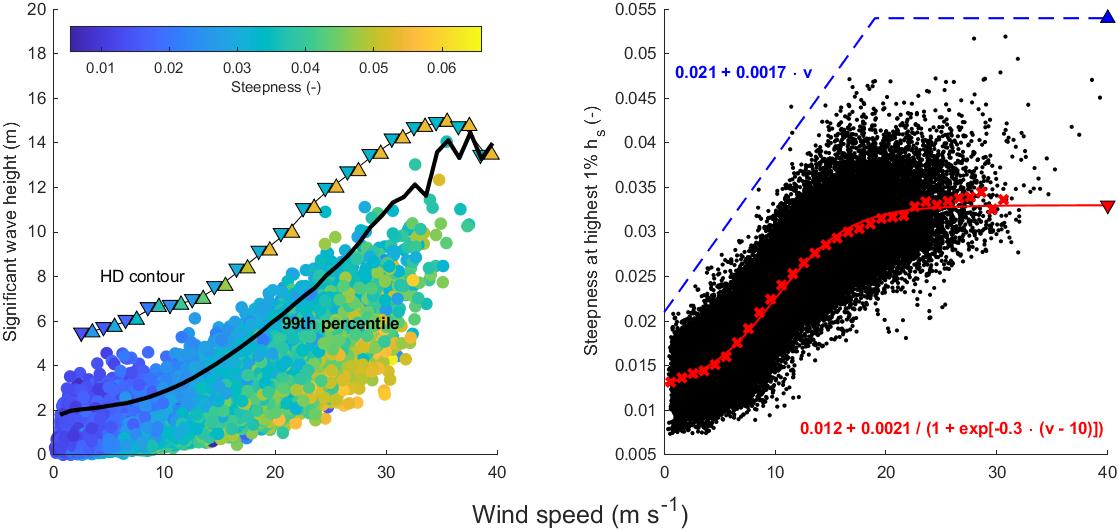 20
18
16
14
12
10
8
6
4
2
0
Significant wave height (m)
0.01 0.02 0.03 0.04 0.05 0.06
Steepness (-)
HD contour
99th percentile
0 10 20 30 40
0.055
0.05
0.045
0.04
0.035
0.03
0.025
0.02
0.015
0.01
0.005
Steepness at highest 1% h_s (-)
0.021 + 0.0017 · v
0.012 + 0.0021 / (1 + exp[-0.3 · (v - 10)])
0 10 20 30 40
Wind speed (m s^-1)